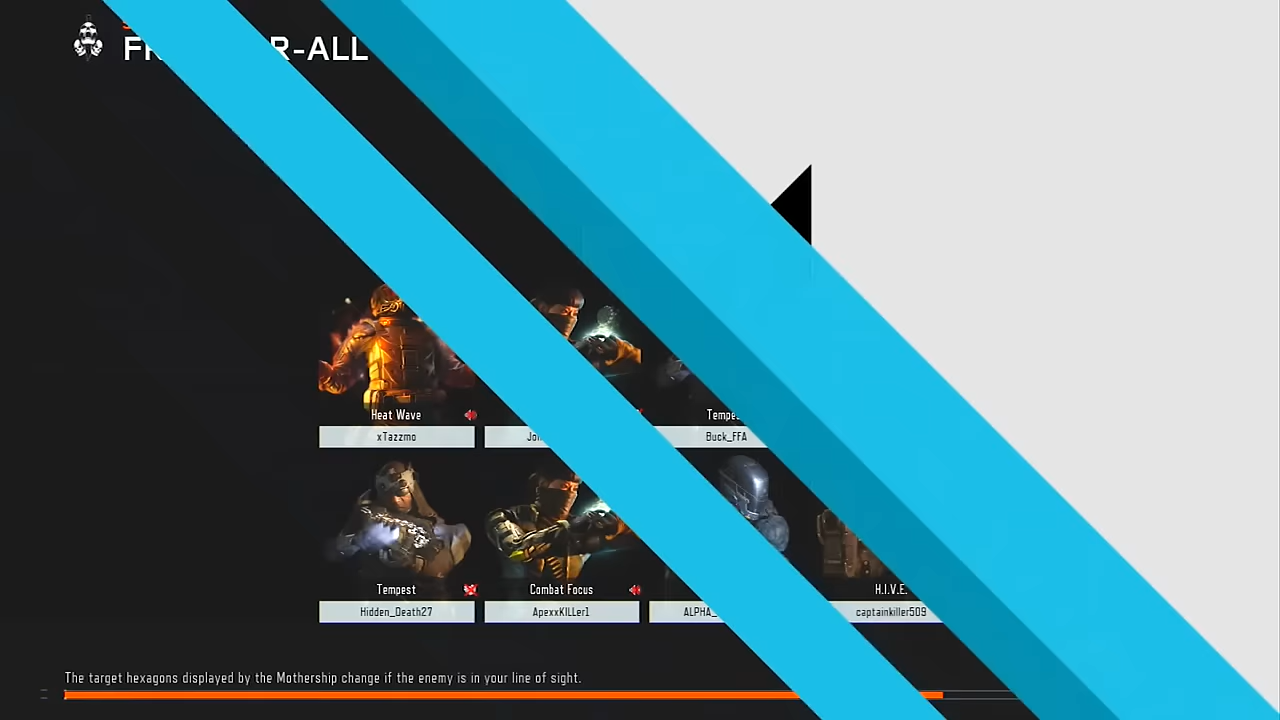 R-ALL
Heat Wave
xTazzmo
Buck_FFA
Tempest
Hidden_Death27
Combat Focus
ApexxKILLer1
ALPHA_
H.I.V.E.
captainkiller509
The target hexagons displayed by the Mothership change if the enemy is in your line of sight.